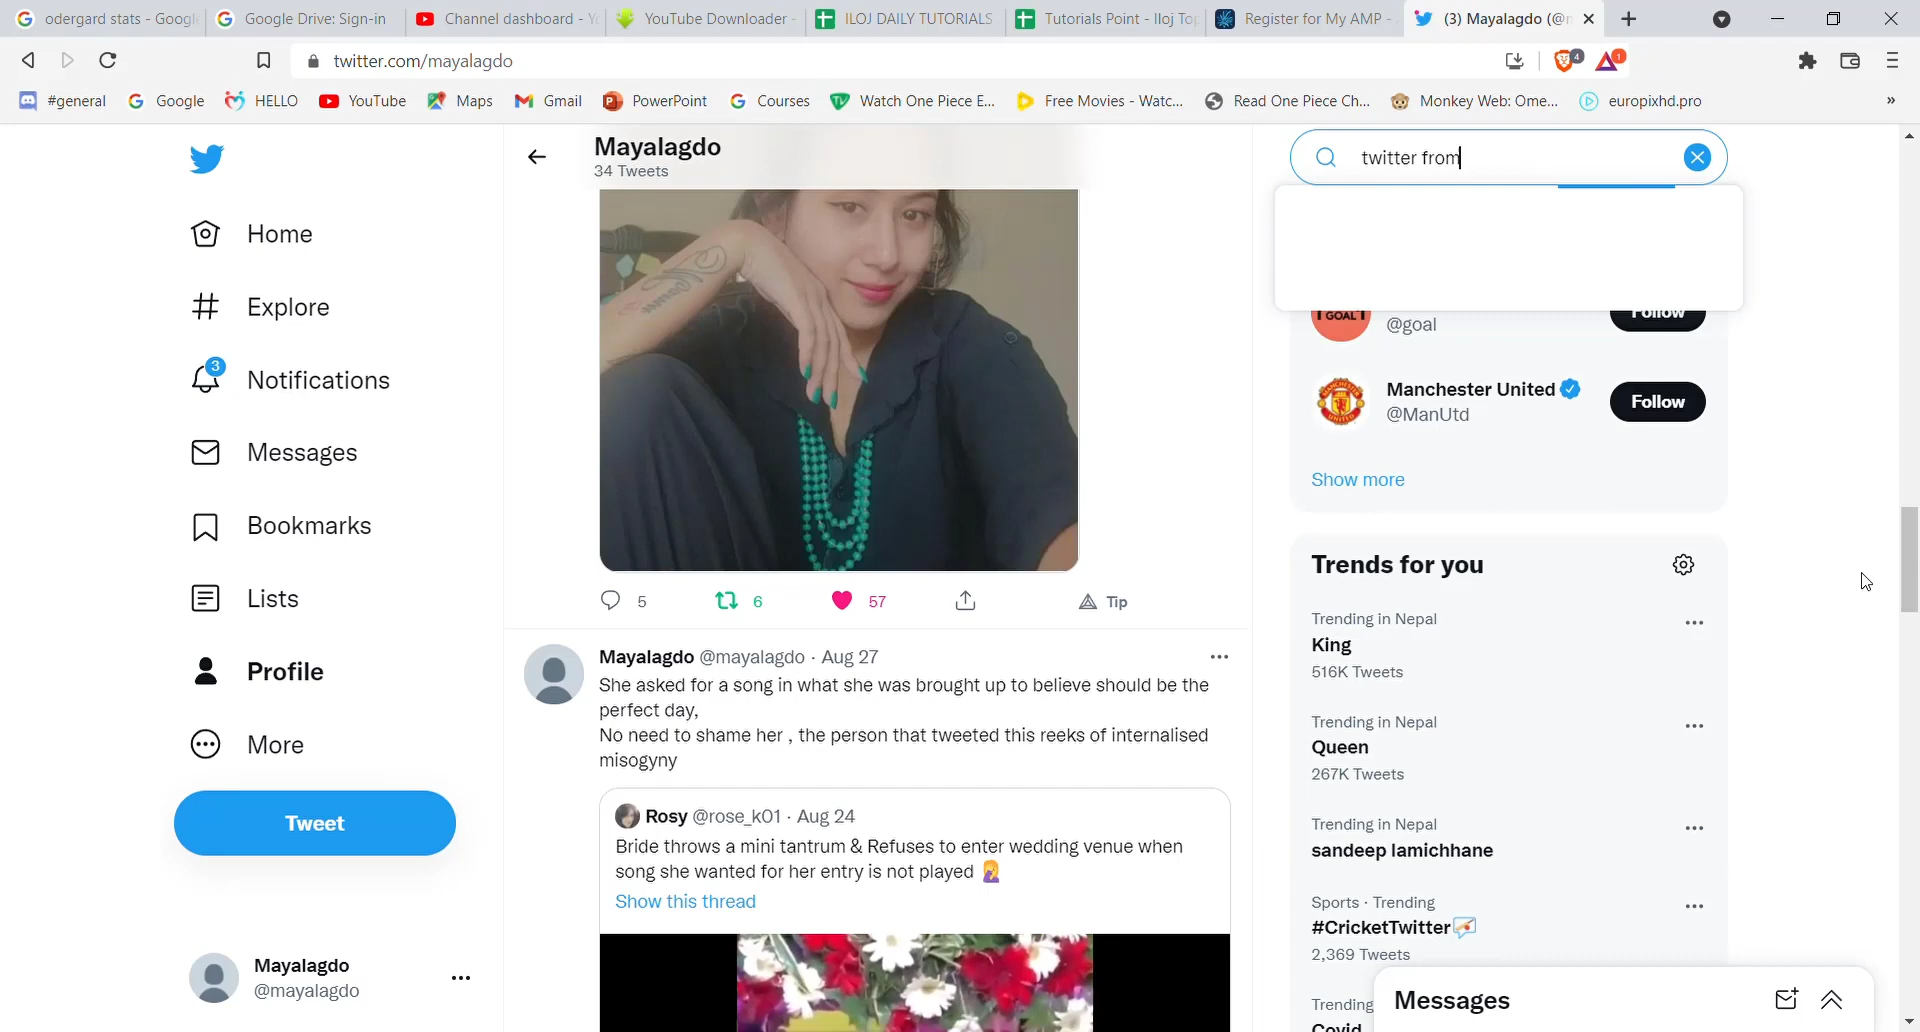 odergard stats - Googl
Google Drive: Sign-in
Channel dashboard - Y
YouTube Downloader -
ILOJ DAILY TUTORIALS
Tutorials Point - Iloj To
Register for My AMP -
(3) Mayalagdo (@
twitter.com/mayalagdo
4
1
#general
Google
HELLO
YouTube
Maps
Gmail
PowerPoint
Courses
Watch One Piece E...
Free Movies - Watc...
Read One Piece Ch...
Monkey Web: Ome...
europixhd.pro
»
Home
Explore
3
Notifications
Messages
Bookmarks
Lists
Profile
More
Tweet
Mayalagdo
@mayalagdo
Mayalagdo
34 Tweets
5
6
57
Tip
Mayalagdo @mayalagdo · Aug 27
She asked for a song in what she was brought up to believe should be the
perfect day,
No need to shame her , the person that tweeted this reeks of internalised
misogyny
Rosy @rose_k01 · Aug 24
Bride throws a mini tantrum & Refuses to enter wedding venue when
song she wanted for her entry is not played 🤦‍♀️
Show this thread
twitter from
GOAL
@goal
Follow
Manchester United
@ManUtd
Follow
Show more
Trends for you
Trending in Nepal
King
516K Tweets
Trending in Nepal
Queen
267K Tweets
Trending in Nepal
sandeep lamichhane
Sports · Trending
#CricketTwitter
2,369 Tweets
Trending
Covid
Messages